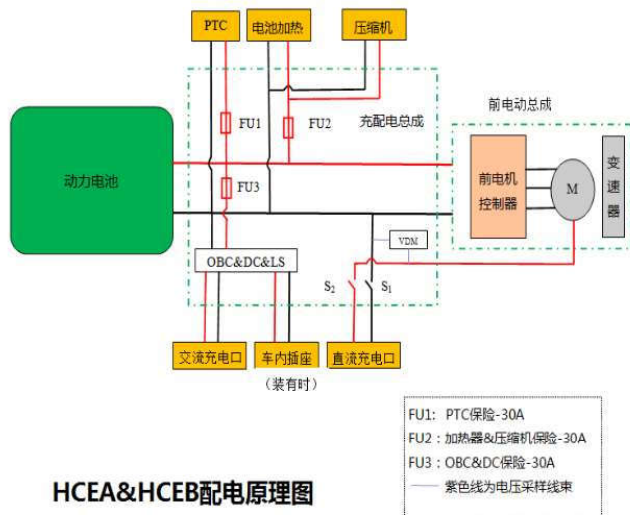 PTC
电池加热
压缩机
充配电总成
前电动总成
FU1
FU2
动力电池
FU3
前电机
控制器
M
变速器
VDM
OBC&DC&LS
S2
S1
交流充电口
车内插座
直流充电口
（装有时）
FU1: PTC保险-30A
FU2：加热器&压缩机保险-30A
FU3：OBC&DC保险-30A
紫色线为电压采样线束
HCEA&HCEB配电原理图